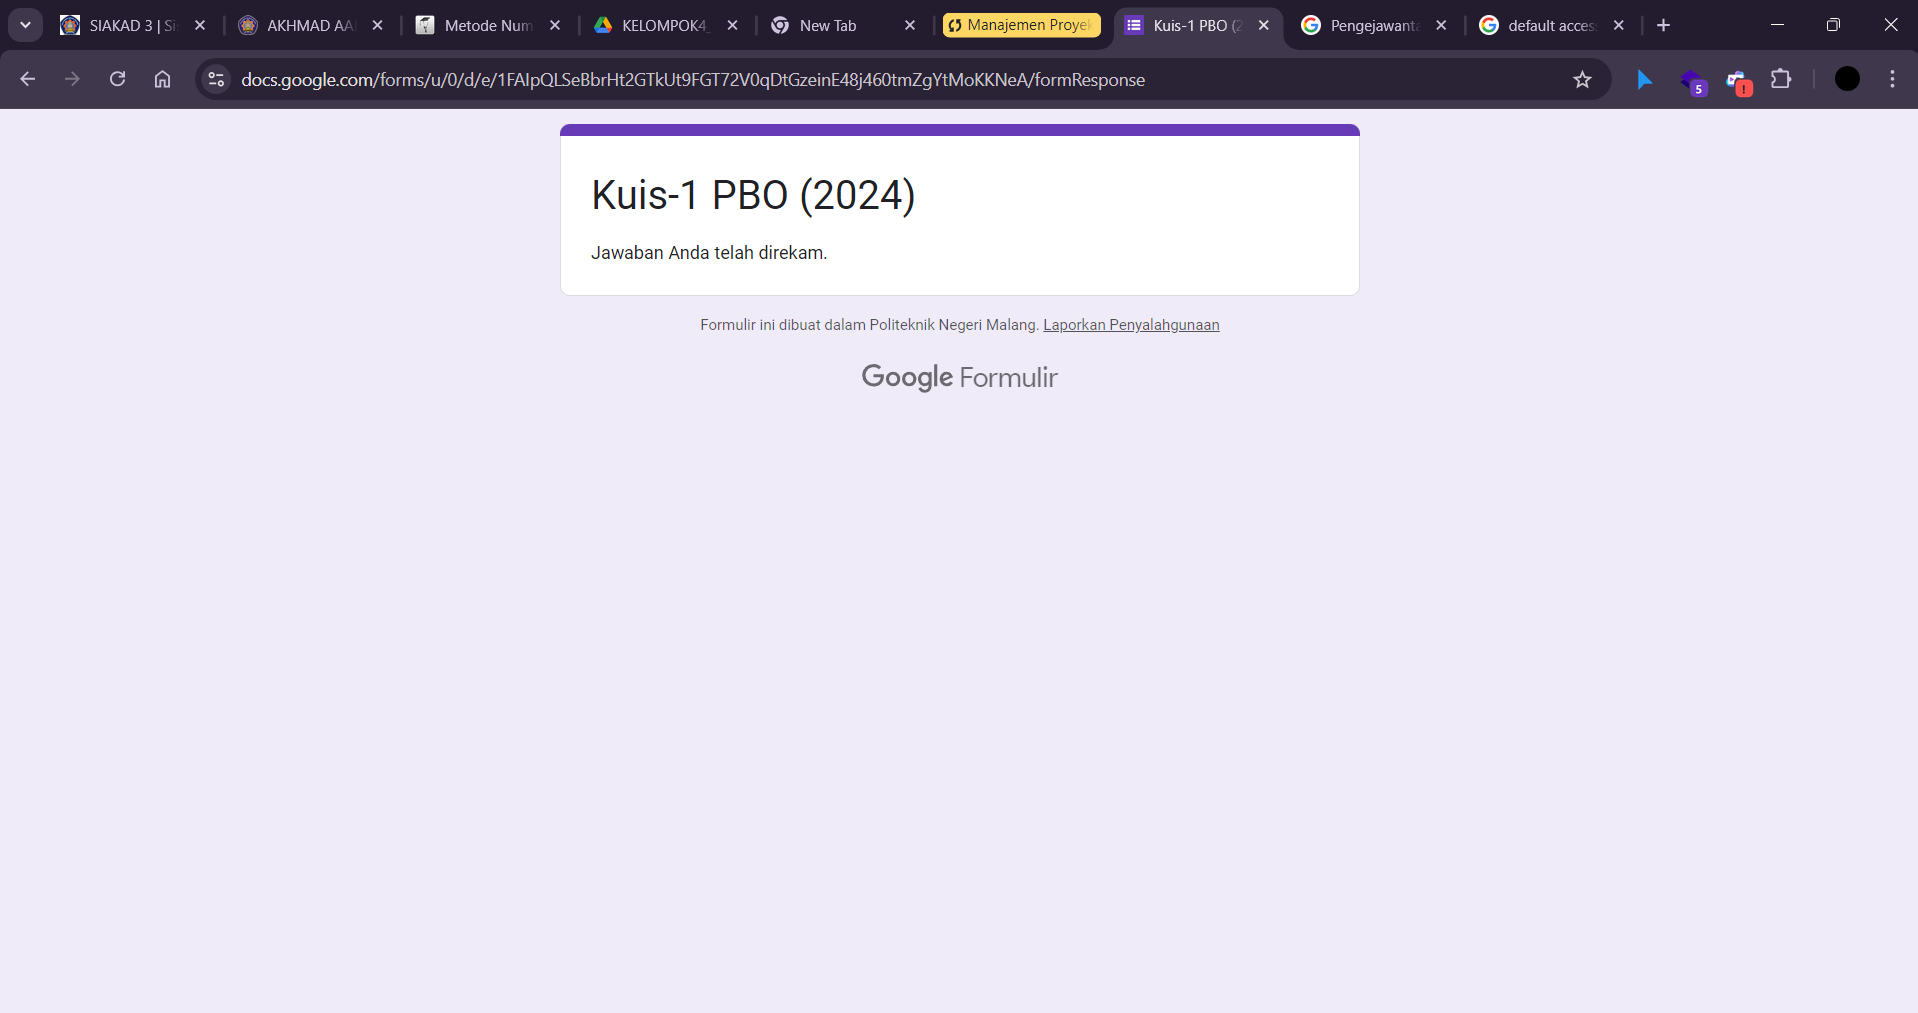 SIAKAD 3 | Si
AKHMAD AA
Metode Num
KELOMPOK4_
New Tab
Manajemen Proyek
Kuis-1 PBO (2
Pengejawanta
default acces
docs.google.com/forms/u/0/d/e/1FAIpQLSeBbrHt2GTkUt9FGT72V0qDtGzeinE48j460tmZgYtMoKKNeA/formResponse
5
!
Kuis-1 PBO (2024)
Jawaban Anda telah direkam.
Formulir ini dibuat dalam Politeknik Negeri Malang. Laporkan Penyalahgunaan
Google Formulir